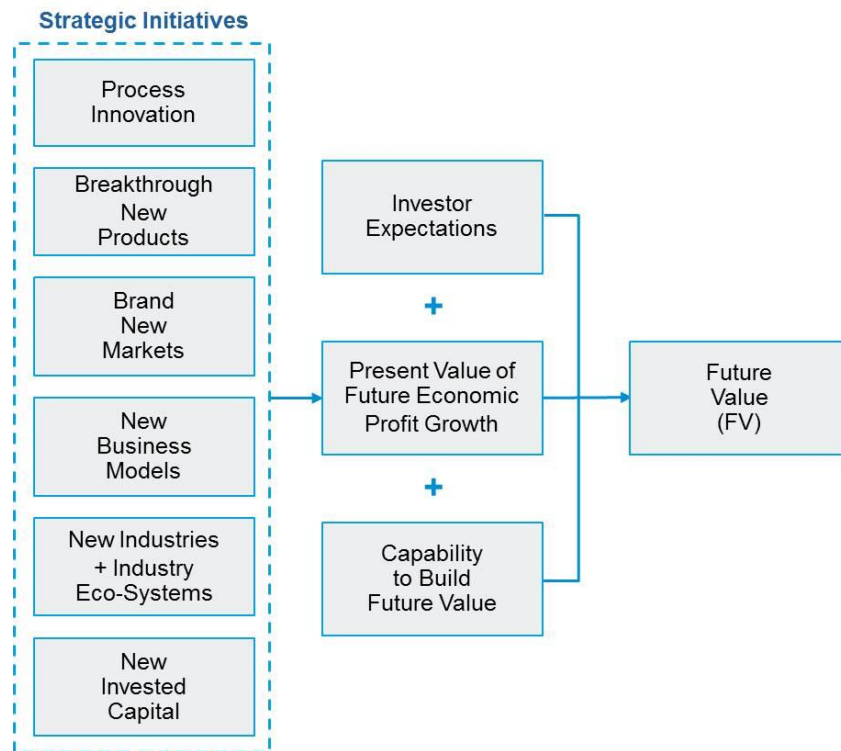 Strategic Initiatives
Process
Innovation
Breakthrough
New
Products
Brand
New
Markets
New
Business
Models
New Industries
+ Industry
Eco-Systems
New
Invested
Capital
Investor
Expectations
+
Present Value of
Future Economic
Profit Growth
+
Capability
to Build
Future Value
Future
Value
(FV)